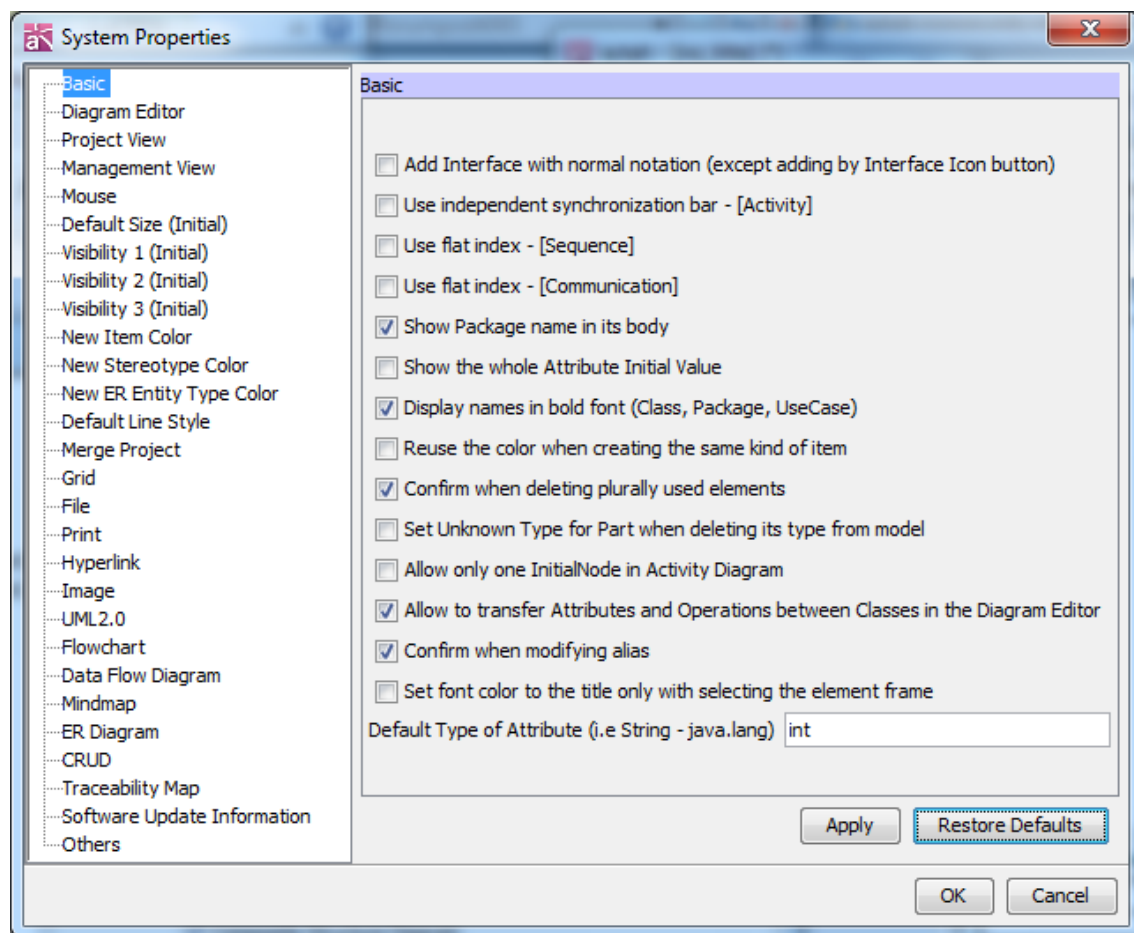 System Properties
Basic
Diagram Editor
Project View
Management View
Mouse
Default Size (Initial)
Visibility 1 (Initial)
Visibility 2 (Initial)
Visibility 3 (Initial)
New Item Color
New Stereotype Color
New ER Entity Type Color
Default Line Style
Merge Project
Grid
File
Print
Hyperlink
Image
UML2.0
Flowchart
Data Flow Diagram
Mindmap
ER Diagram
CRUD
Traceability Map
Software Update Information
Others
Basic
Add Interface with normal notation (except adding by Interface Icon button)
Use independent synchronization bar - [Activity]
Use flat index - [Sequence]
Use flat index - [Communication]
Show Package name in its body
Show the whole Attribute Initial Value
Display names in bold font (Class, Package, UseCase)
Reuse the color when creating the same kind of item
Confirm when deleting plurally used elements
Set Unknown Type for Part when deleting its type from model
Allow only one InitialNode in Activity Diagram
Allow to transfer Attributes and Operations between Classes in the Diagram Editor
Confirm when modifying alias
Set font color to the title only with selecting the element frame
Default Type of Attribute (i.e String - java.lang) int
Apply Restore Defaults
OK Cancel